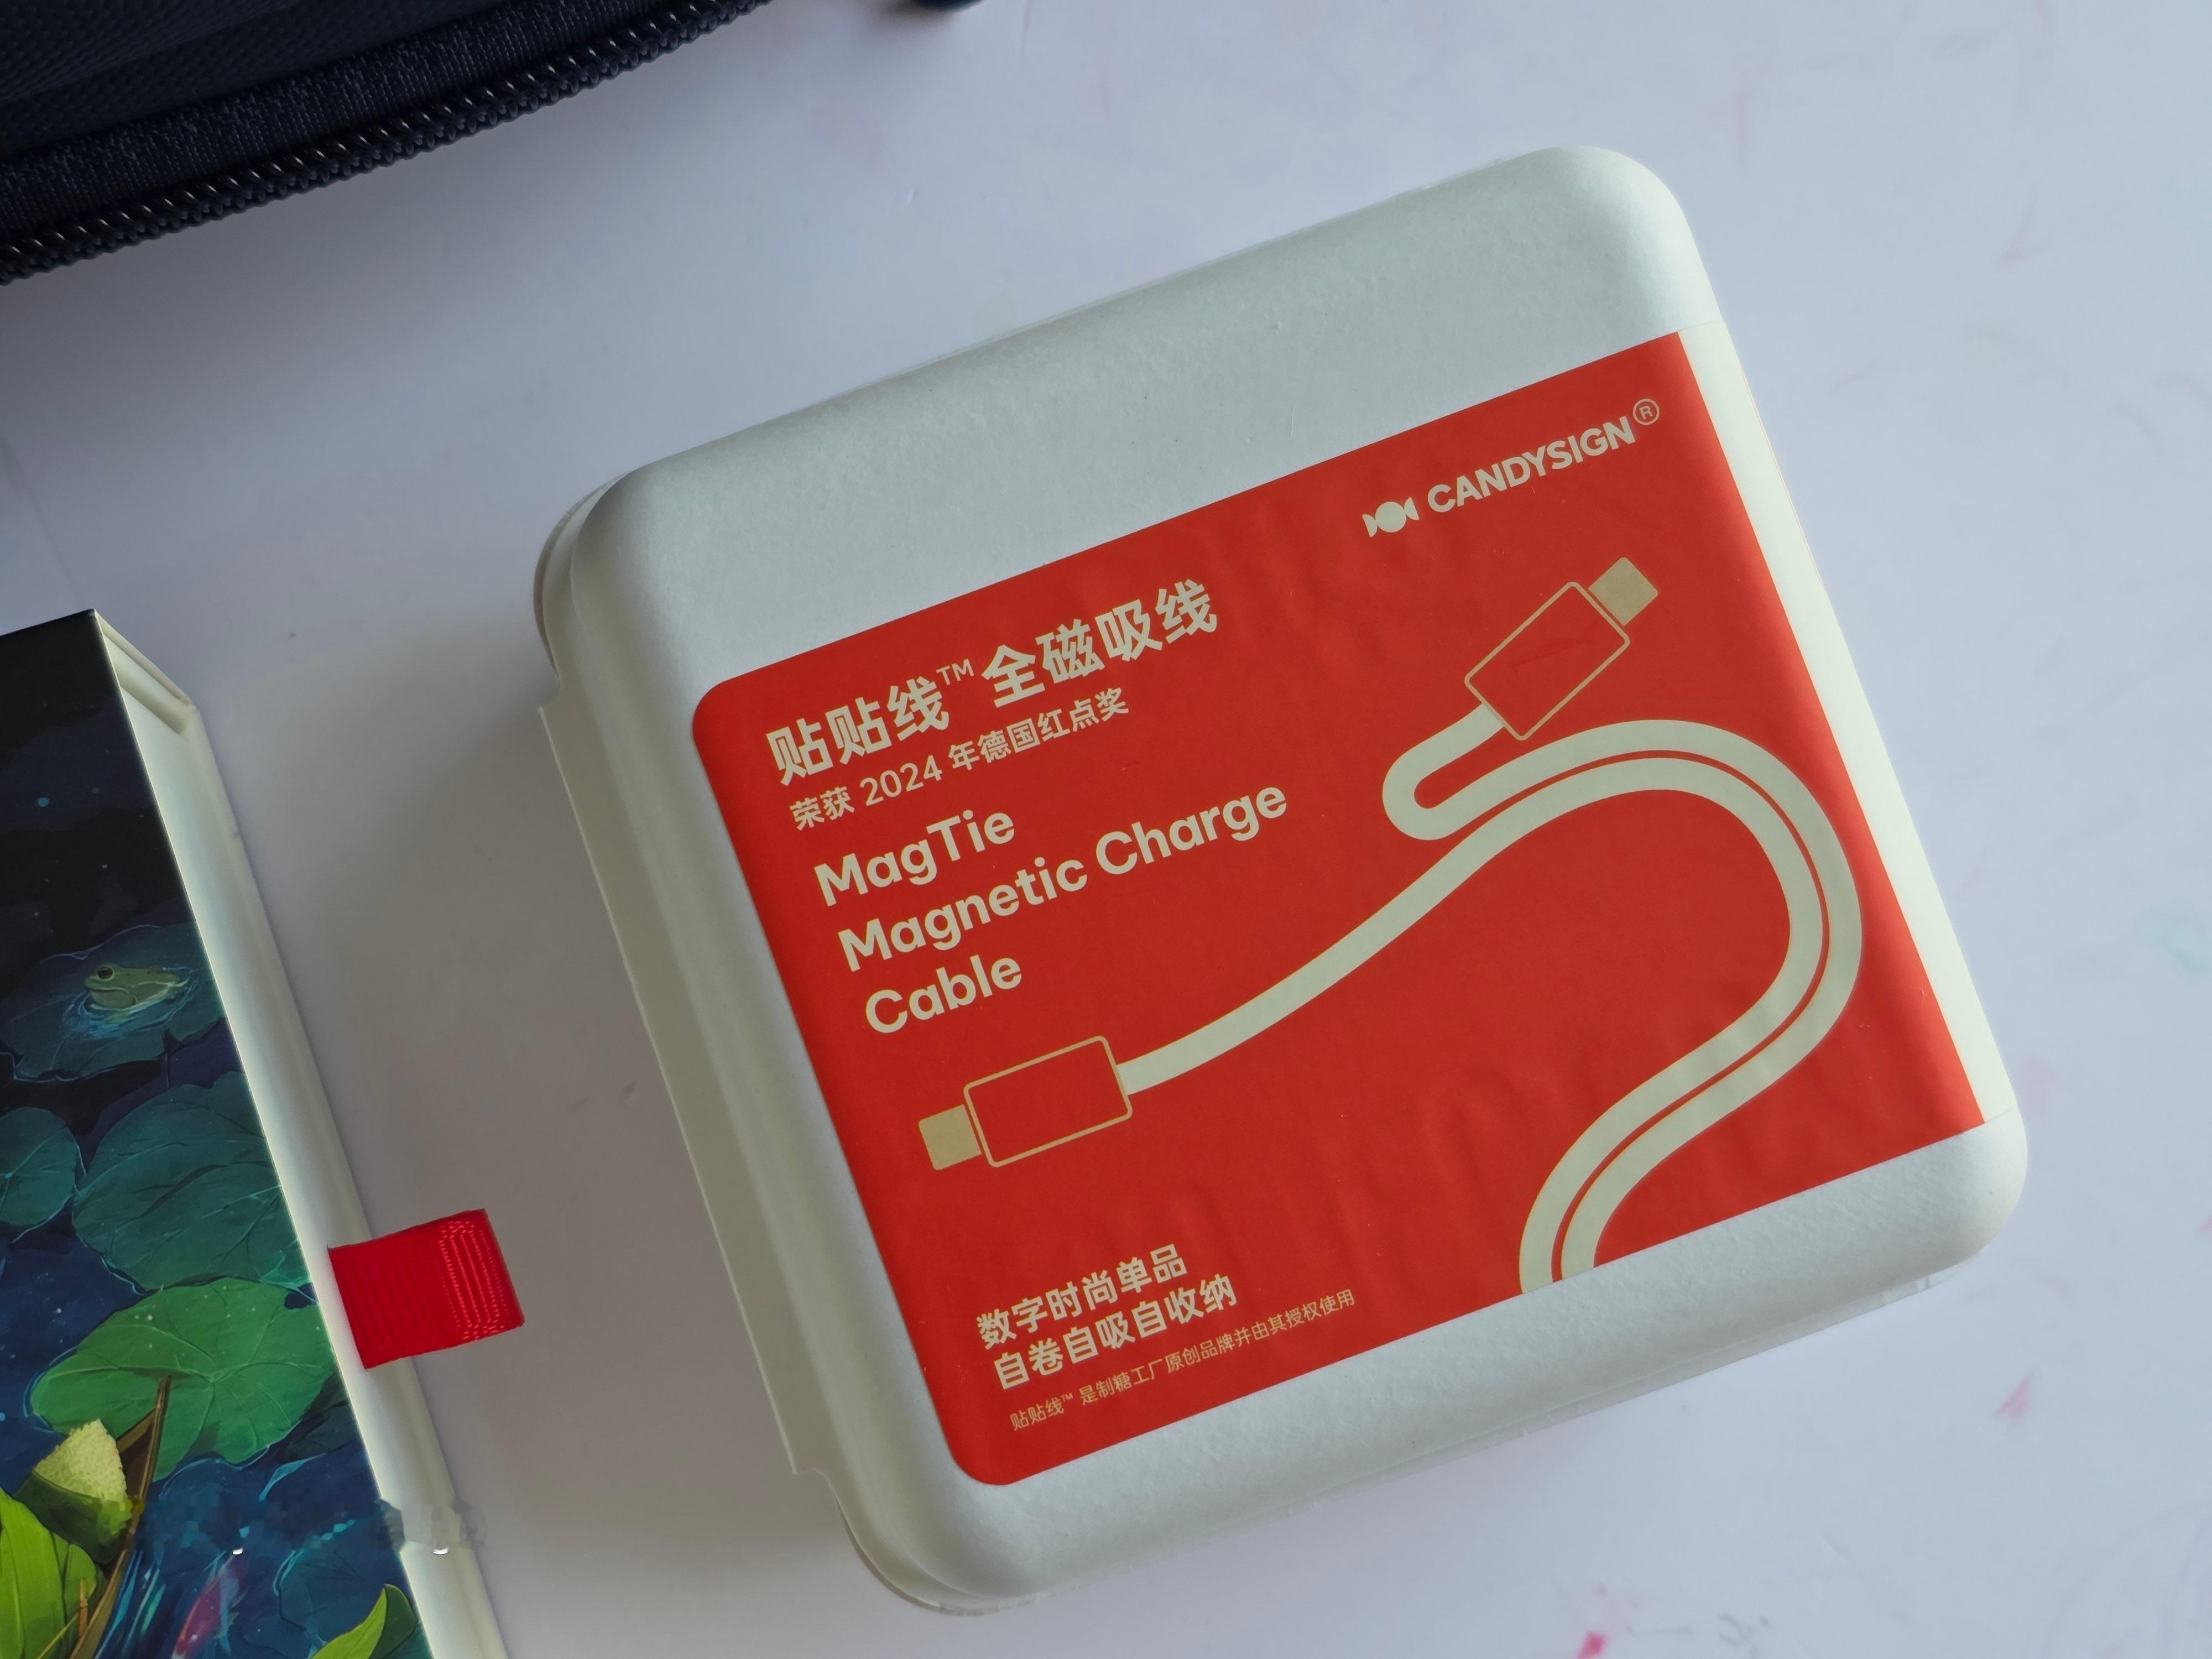 CANDYSIGN®
贴贴线™全磁吸线
荣获 2024 年德国红点奖
MagTie
Magnetic Charge
Cable
数字时尚单品
自卷自吸自收纳
贴贴线™ 是制糖工厂原创品牌并由其授权使用